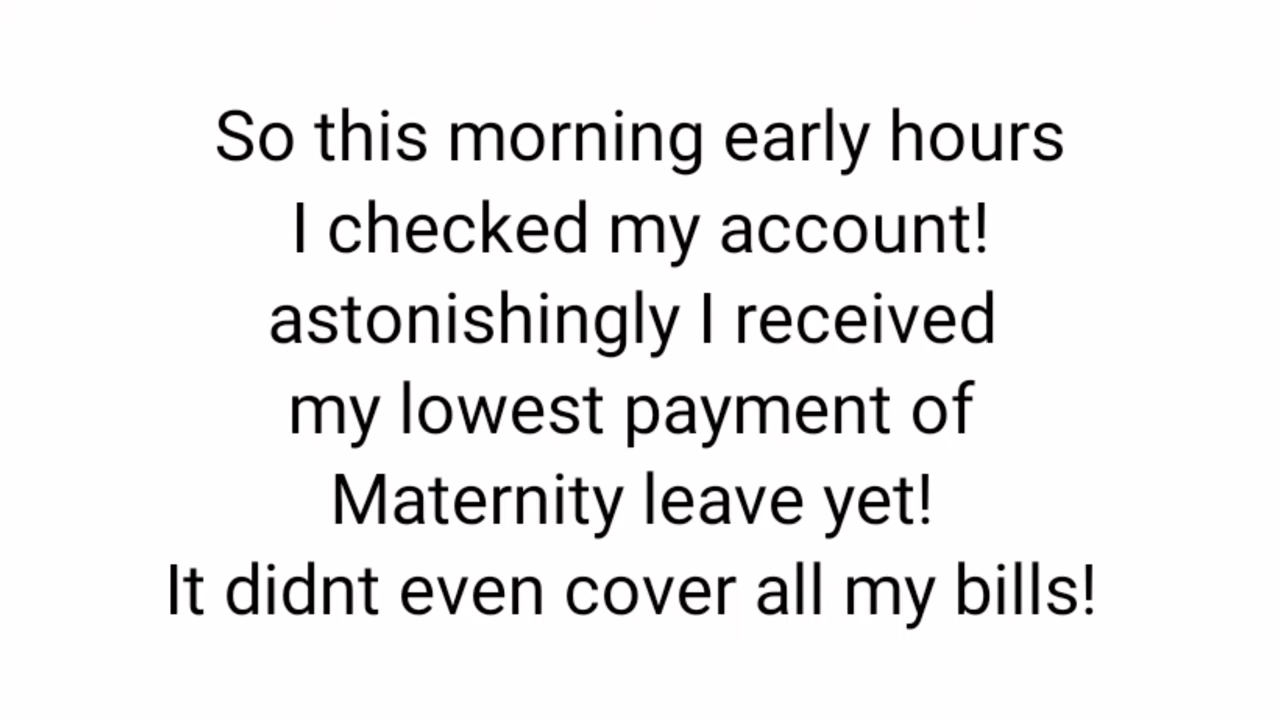 So this morning early hours
I checked my account!
astonishingly I received
my lowest payment of
Maternity leave yet!
It didnt even cover all my bills!